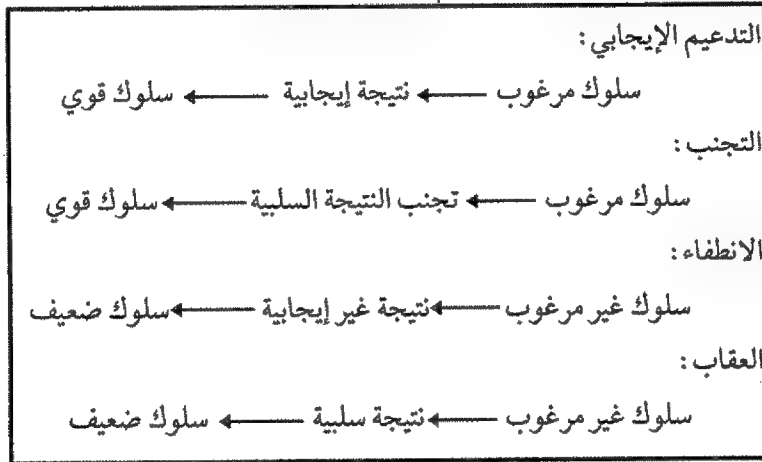 التدعيم الإيجابي:
سلوك مرغوب ← نتيجة إيجابية ← سلوك قوي
التجنب:
سلوك مرغوب ← تجنب النتيجة السلبية ← سلوك قوي
الانطفاء:
سلوك غير مرغوب ← نتيجة غير إيجابية ← سلوك ضعيف
العقاب:
سلوك غير مرغوب ← نتيجة سلبية ← سلوك ضعيف